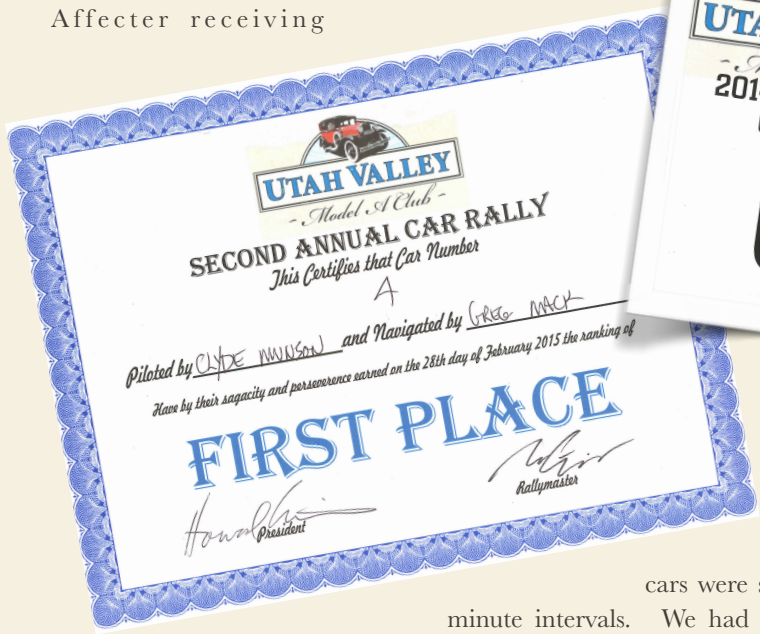 Affecter receiving
UTAH VALLEY
- Model A Club -
SECOND ANNUAL CAR RALLY
This Certifies that Car Number
4
Piloted by CLYDE MUNSON and Navigated by GREG MACK
Have by their sagacity and perseverence earned on the 28th day of February 2015 the ranking of
FIRST PLACE
President
Rallymaster
cars were
minute intervals. We had